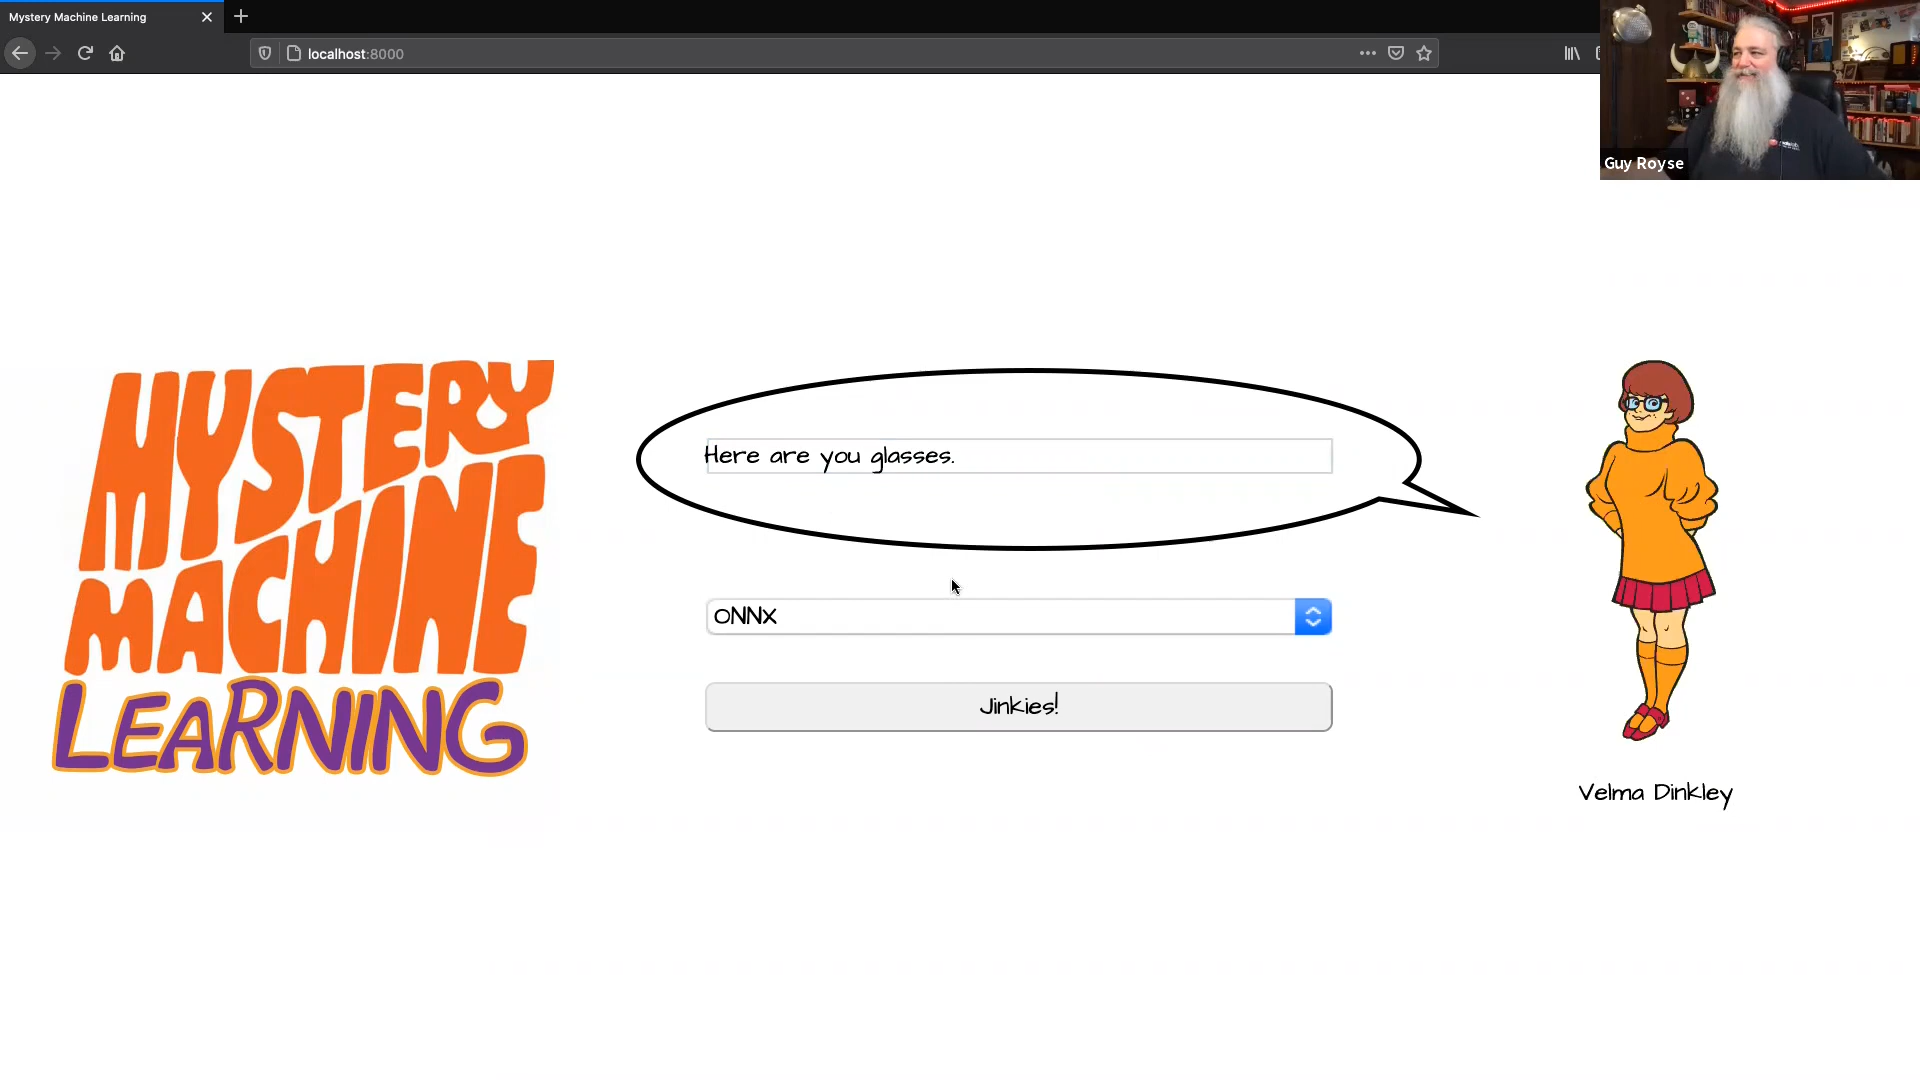 Mystery Machine Learning
localhost:8000
Guy Royse
MYSTERY
MACHINE
LEARNING
Here are you glasses.
ONNX
Jinkies!
Velma Dinkley